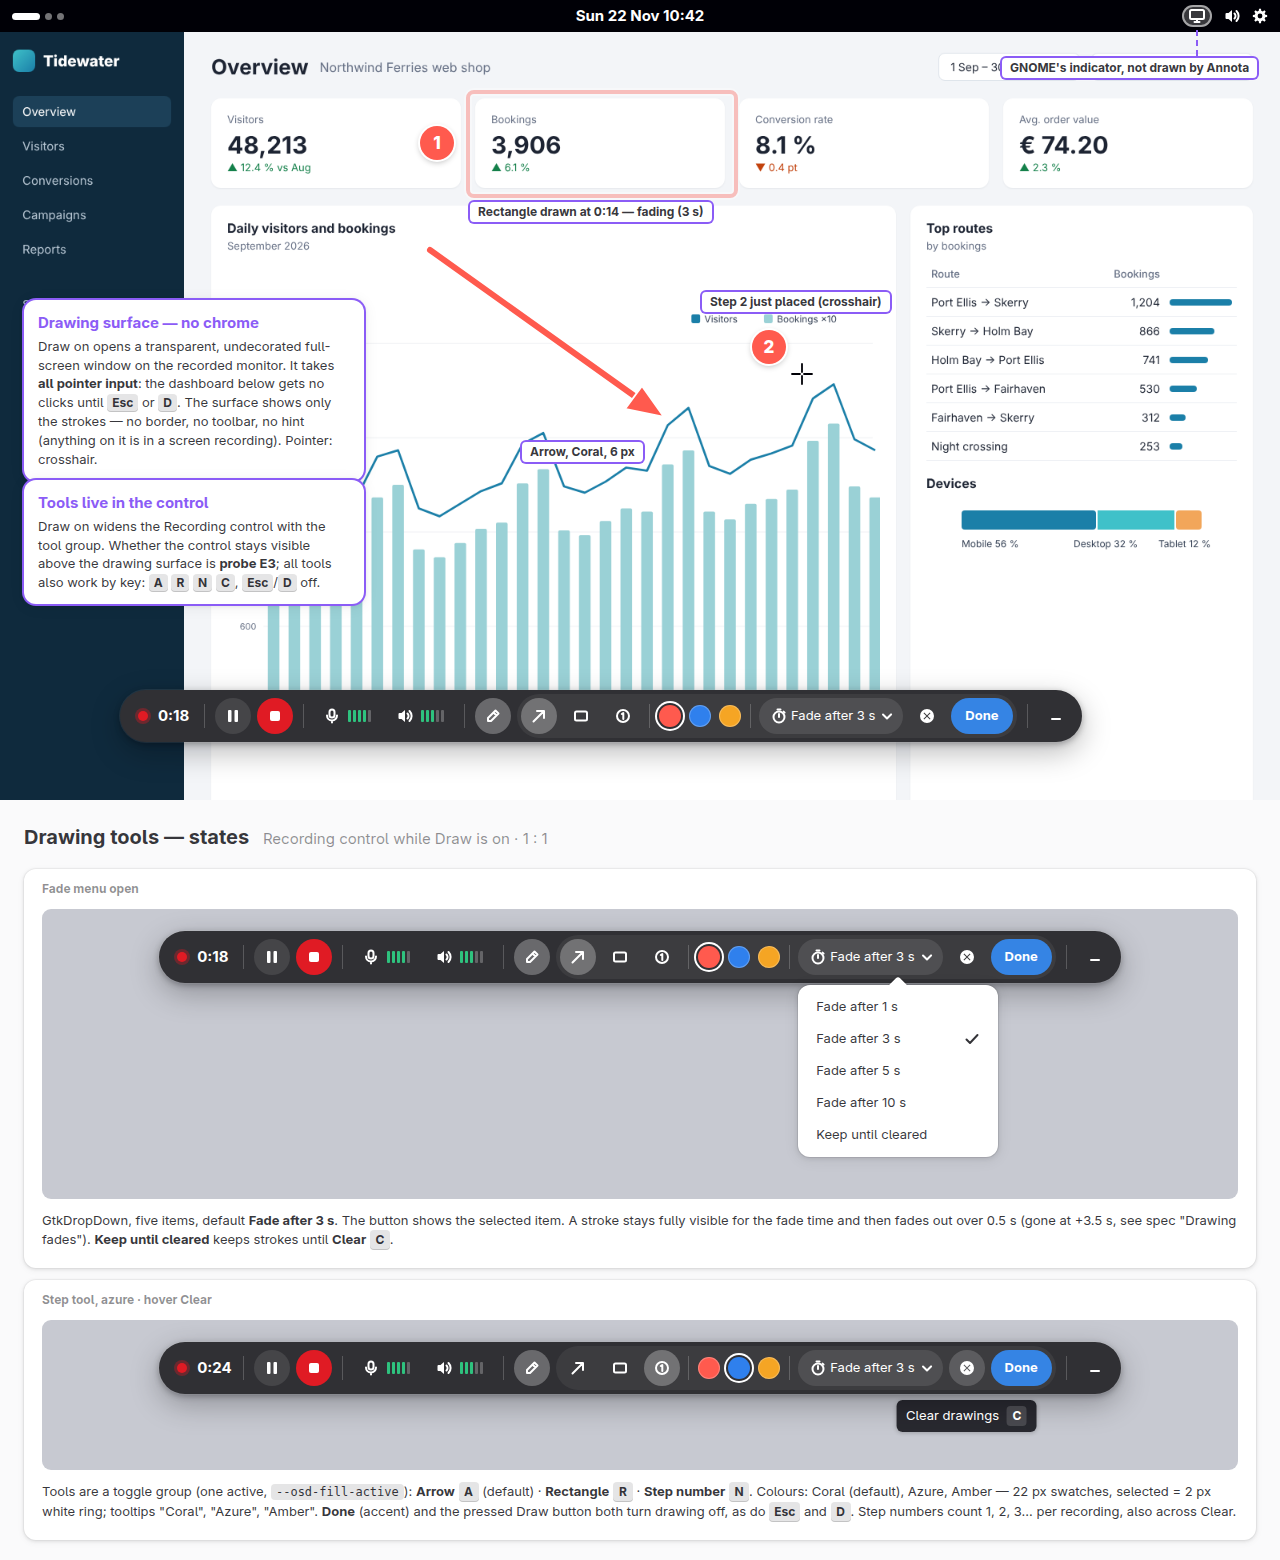 Sun 22 Nov 10:42
Tidewater
Overview
Visitors
Conversions
Campaigns
Reports
Overview Northwind Ferries web shop
1 Sep – 30
GNOME's indicator, not drawn by Annota
Visitors
48,213
▲ 12.4 % vs Aug
1
Bookings
3,906
▲ 6.1 %
Conversion rate
8.1 %
▼ 0.4 pt
Avg. order value
€ 74.20
▲ 2.3 %
Rectangle drawn at 0:14 — fading (3 s)
Daily visitors and bookings
September 2026
Step 2 just placed (crosshair)
Visitors
Bookings ×10
2
Arrow, Coral, 6 px
600
Top routes
by bookings
Route Bookings
Port Ellis → Skerry 1,204
Skerry → Holm Bay 866
Holm Bay → Port Ellis 741
Port Ellis → Fairhaven 530
Fairhaven → Skerry 312
Night crossing 253
Devices
Mobile 56 % Desktop 32 % Tablet 12 %
Drawing surface — no chrome
Draw on opens a transparent, undecorated full-
screen window on the recorded monitor. It takes
all pointer input: the dashboard below gets no
clicks until Esc or D. The surface shows only
the strokes — no border, no toolbar, no hint
(anything on it is in a screen recording). Pointer:
crosshair.
Tools live in the control
Draw on widens the Recording control with the
tool group. Whether the control stays visible
above the drawing surface is probe E3; all tools
also work by key: A R N C, Esc/D off.
0:18 1 Fade after 3 s Done
Drawing tools — states Recording control while Draw is on · 1 : 1
Fade menu open
0:18 1 Fade after 3 s Done
Fade after 1 s
Fade after 3 s
Fade after 5 s
Fade after 10 s
Keep until cleared
GtkDropDown, five items, default Fade after 3 s. The button shows the selected item. A stroke stays fully visible for the fade time and then fades out over 0.5 s (gone at +3.5 s, see spec "Drawing
fades"). Keep until cleared keeps strokes until Clear C.
Step tool, azure · hover Clear
0:24 1 Fade after 3 s Done
Clear drawings C
Tools are a toggle group (one active, --osd-fill-active): Arrow A (default) · Rectangle R · Step number N. Colours: Coral (default), Azure, Amber — 22 px swatches, selected = 2 px
white ring; tooltips "Coral", "Azure", "Amber". Done (accent) and the pressed Draw button both turn drawing off, as do Esc and D. Step numbers count 1, 2, 3… per recording, also across Clear.